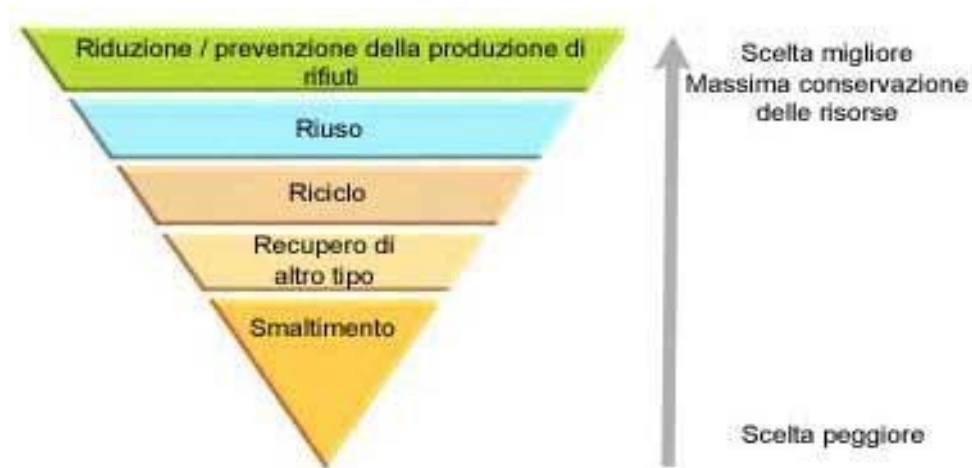 Riduzione / prevenzione della produzione di
rifiuti
Riuso
Riciclo
Recupero di
altro tipo
Smaltimento
Scelta migliore
Massima conservazione
delle risorse
Scelta peggiore